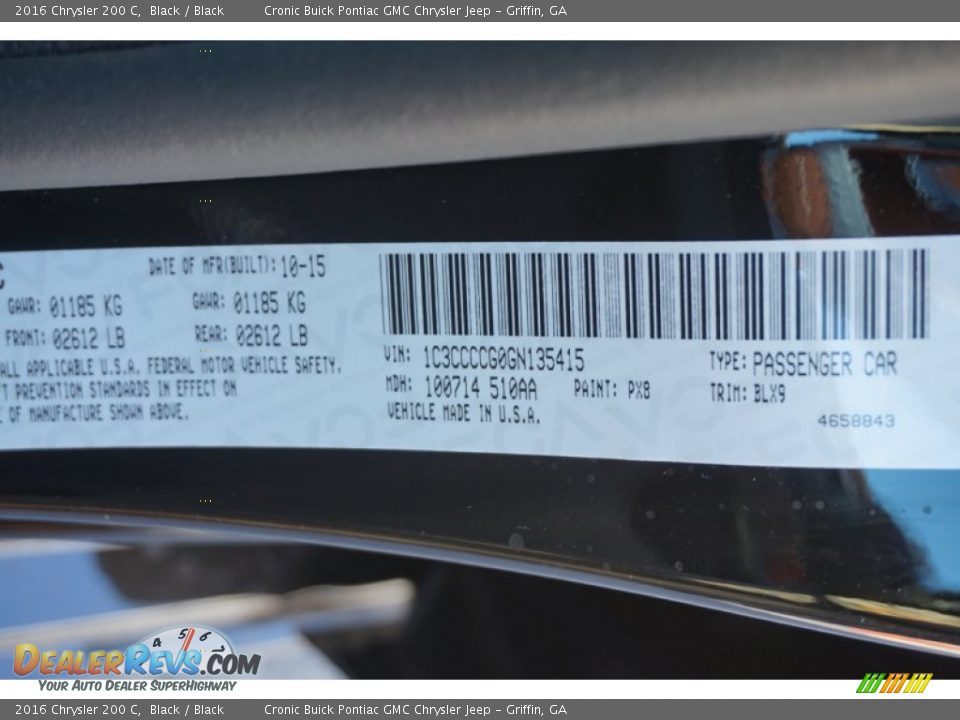 2016 Chrysler 200 C, Black / Black Cronic Buick Pontiac GMC Chrysler Jeep - Griffin, GA
C
DATE OF MFR(BUILT): 10-15
GAWR: 01185 KG GAWR: 01185 KG
FRONT: 02612 LB REAR: 02612 LB
ALL APPLICABLE U.S.A. FEDERAL MOTOR VEHICLE SAFETY,
T PREVENTION STANDARDS IN EFFECT ON
E OF MANUFACTURE SHOWN ABOVE.
VIN: 1C3CCCCG0GN135415 TYPE: PASSENGER CAR
MDH: 100714 510AA PAINT: PX8 TRIM: BLX9
VEHICLE MADE IN U.S.A.
4658843
4 5 6 7
DEALERREVS.COM
YOUR AUTO DEALER SUPERHIGHWAY
2016 Chrysler 200 C, Black / Black Cronic Buick Pontiac GMC Chrysler Jeep - Griffin, GA